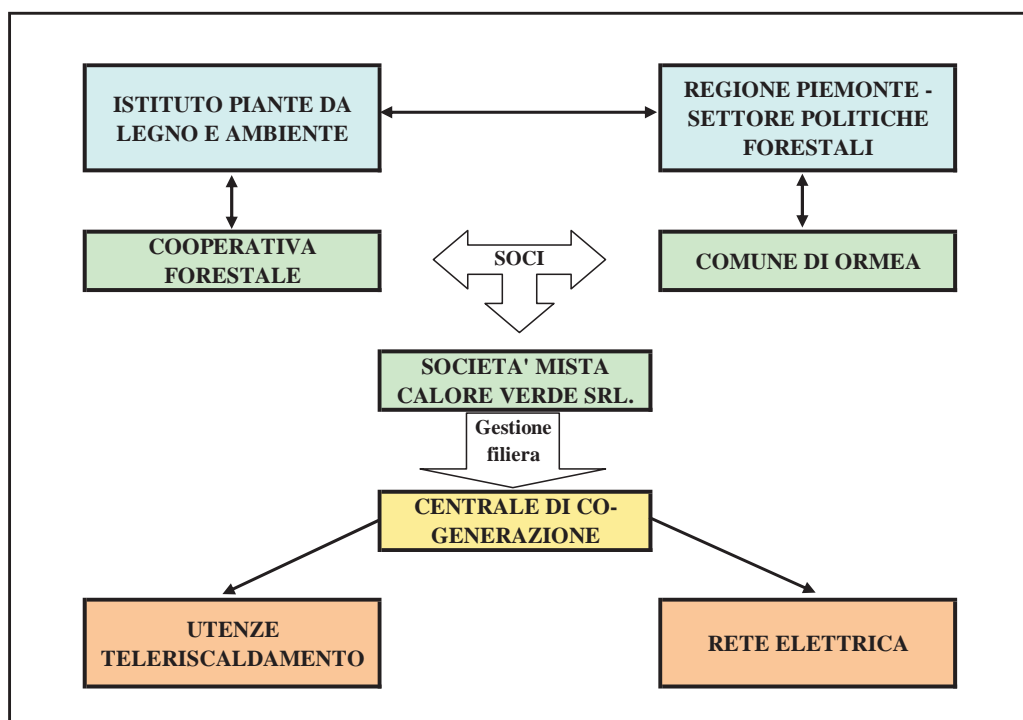 ISTITUTO PIANTE DA
LEGNO E AMBIENTE
REGIONE PIEMONTE -
SETTORE POLITICHE
FORESTALI
COOPERATIVA
FORESTALE
SOCI
COMUNE DI ORMEA
SOCIETA' MISTA
CALORE VERDE SRL.
Gestione
filiera
CENTRALE DI CO-
GENERAZIONE
UTENZE
TELERISCALDAMENTO
RETE ELETTRICA